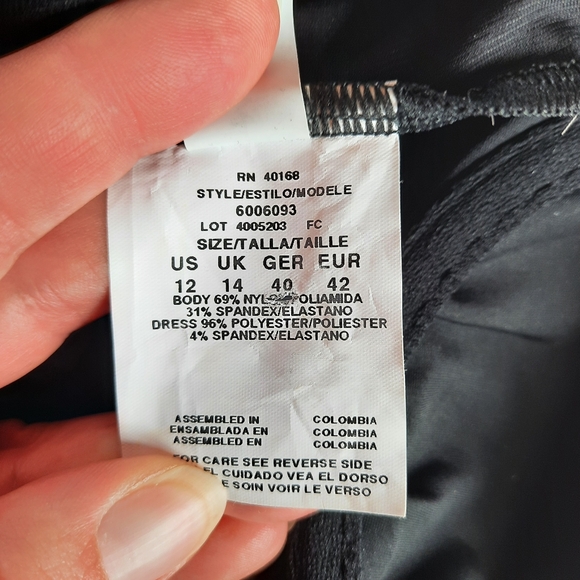 RN 40168
STYLE/ESTILO/MODELE
6006093
LOT 4005203 FC
SIZE/TALLA/TAILLE
US UK GER EUR
12 14 40 42
BODY 69% POLIAMIDA
31% SPANDEX/ELASTANO
DRESS 96% POLYESTER/POLIESTER
4% SPANDEX/ELASTANO
ASSEMBLED IN COLOMBIA
ENSAMBLADA EN COLOMBIA
ASSEMBLED EN COLOMBIA
FOR CARE SEE REVERSE SIDE
EL CUIDADO VEA EL DORSO
SOIN VOIR LE VERSO